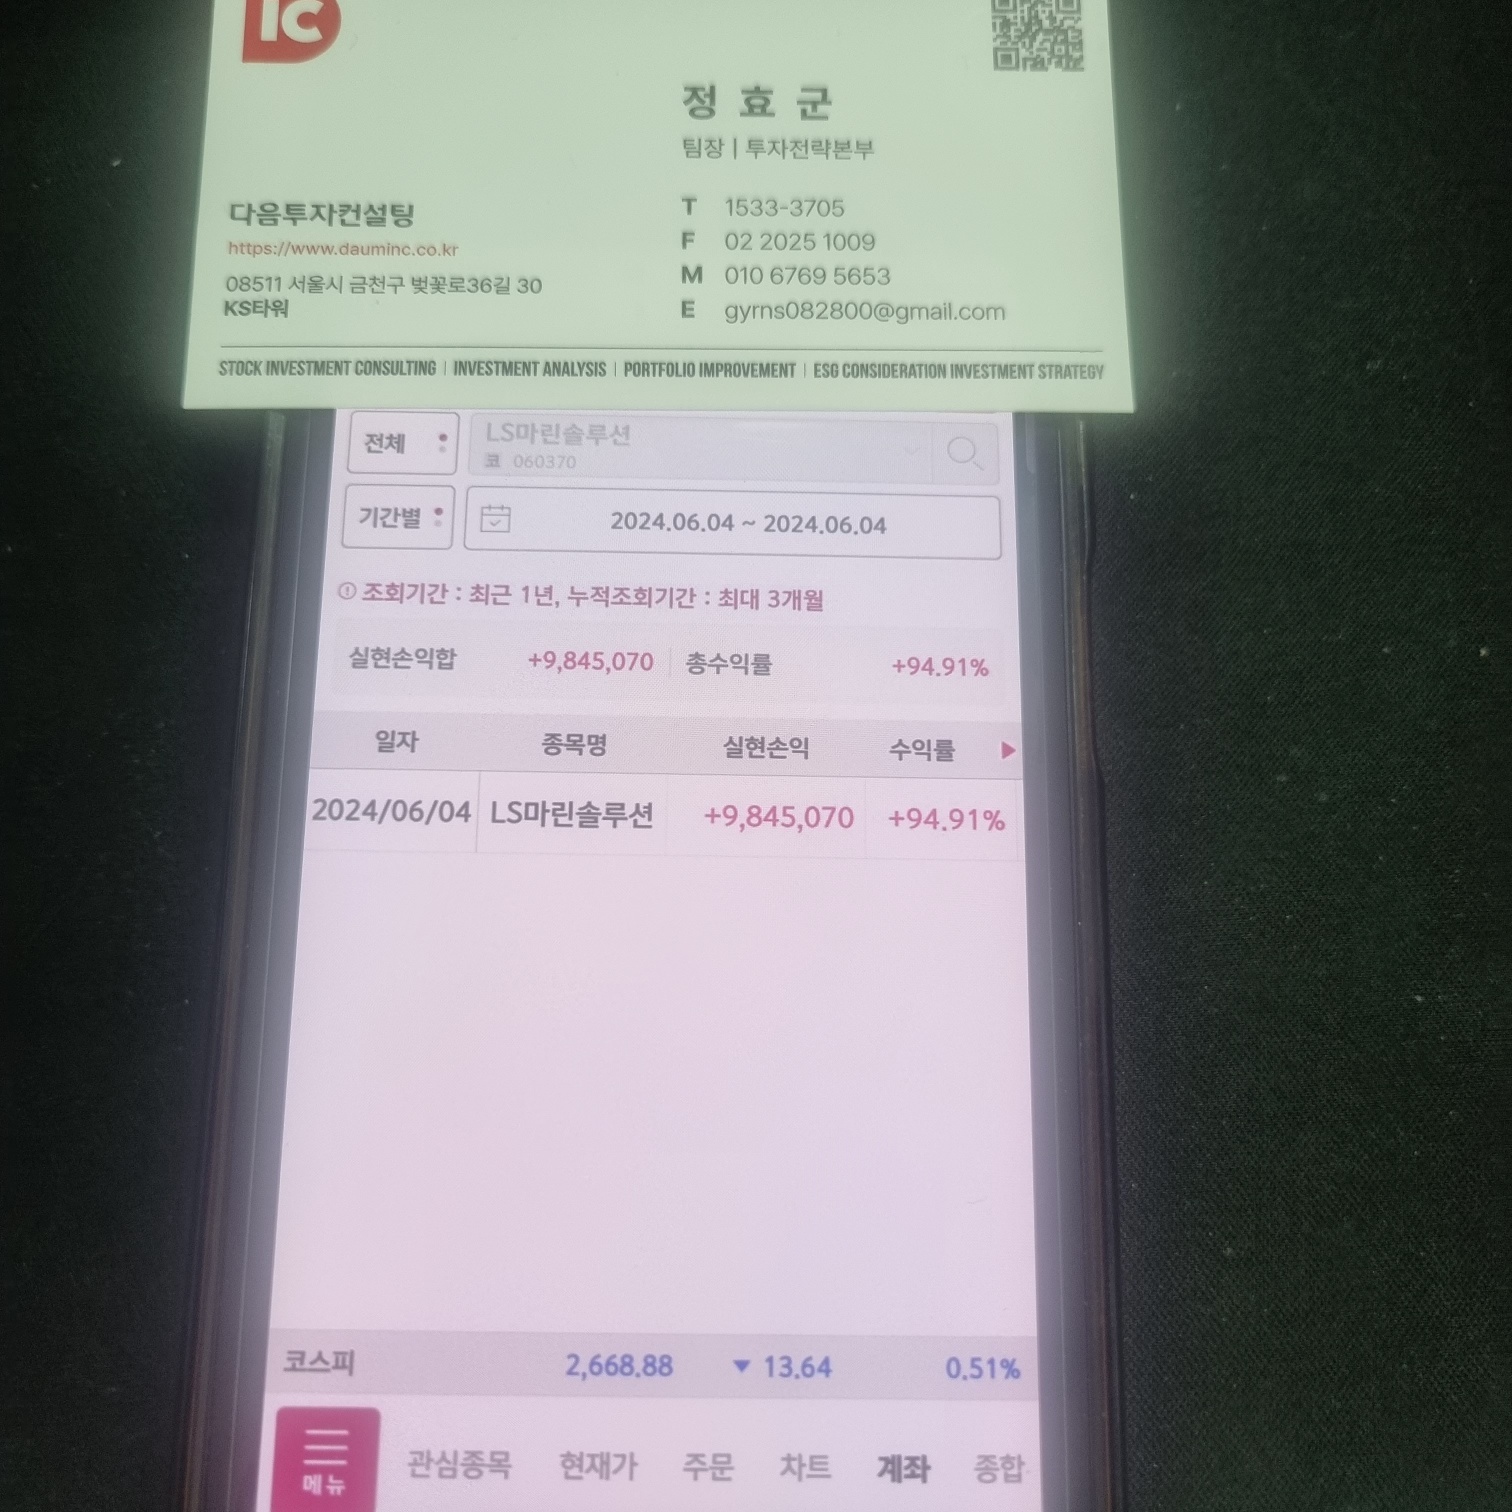 IC
정효군
팀장 | 투자전략본부
다음투자컨설팅
https://www.dauminc.co.kr
08511 서울시 금천구 벚꽃로36길 30
KS타워
T 1533-3705
F 02 2025 1009
M 010 6769 5653
E gyrns082800@gmail.com
STOCK INVESTMENT CONSULTING | INVESTMENT ANALYSIS | PORTFOLIO IMPROVEMENT | ESG CONSIDERATION INVESTMENT STRATEGY
전체 LS마린솔루션
코 060370
기간별 2024.06.04 ~ 2024.06.04
조회기간 : 최근 1년, 누적조회기간 : 최대 3개월
실현손익합 +9,845,070 총수익률 +94.91%
일자 종목명 실현손익 수익률
2024/06/04 LS마린솔루션 +9,845,070 +94.91%
코스피 2,668.88 ▼ 13.64 0.51%
메뉴 관심종목 현재가 주문 차트 계좌 종합